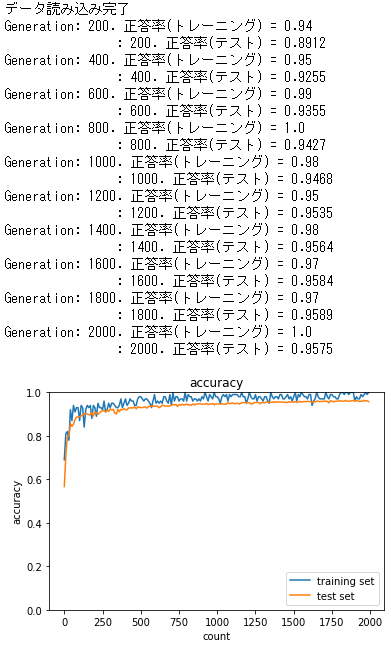 データ読み込み完了
Generation: 200. 正答率(トレーニング) = 0.94
: 200. 正答率(テスト) = 0.8912
Generation: 400. 正答率(トレーニング) = 0.95
: 400. 正答率(テスト) = 0.9255
Generation: 600. 正答率(トレーニング) = 0.99
: 600. 正答率(テスト) = 0.9355
Generation: 800. 正答率(トレーニング) = 1.0
: 800. 正答率(テスト) = 0.9427
Generation: 1000. 正答率(トレーニング) = 0.98
: 1000. 正答率(テスト) = 0.9468
Generation: 1200. 正答率(トレーニング) = 0.95
: 1200. 正答率(テスト) = 0.9535
Generation: 1400. 正答率(トレーニング) = 0.98
: 1400. 正答率(テスト) = 0.9564
Generation: 1600. 正答率(トレーニング) = 0.97
: 1600. 正答率(テスト) = 0.9584
Generation: 1800. 正答率(トレーニング) = 0.97
: 1800. 正答率(テスト) = 0.9589
Generation: 2000. 正答率(トレーニング) = 1.0
: 2000. 正答率(テスト) = 0.9575
accuracy
1.0
0.8
0.6
0.4
0.2
0.0
accuracy
training set
test set
0 250 500 750 1000 1250 1500 1750 2000
count